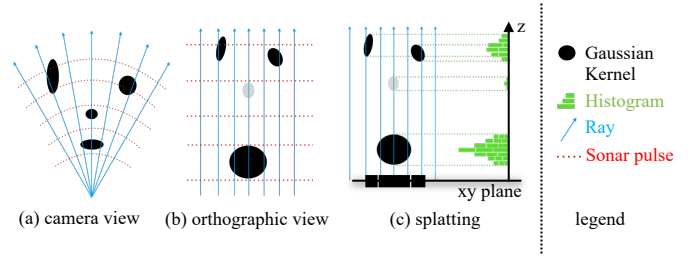 z
xy plane
Gaussian
Kernel
Histogram
Ray
Sonar pulse
(a) camera view
(b) orthographic view
(c) splatting
legend